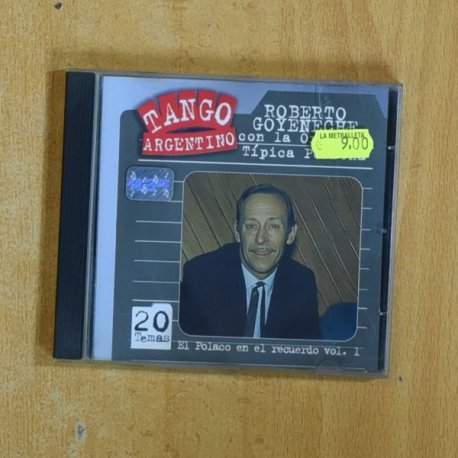 TANGO
ARGENTINO
ROBERTO
GOYENECHE
con la O
Típica P
LA METRALLETA
€ 9,00
20
Temas
El Polaco en el recuerdo vol. 1